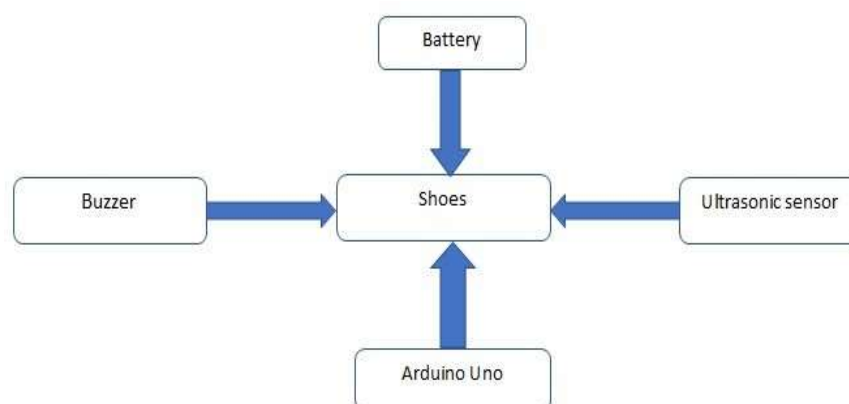 Battery
Buzzer
Shoes
Ultrasonic sensor
Arduino Uno